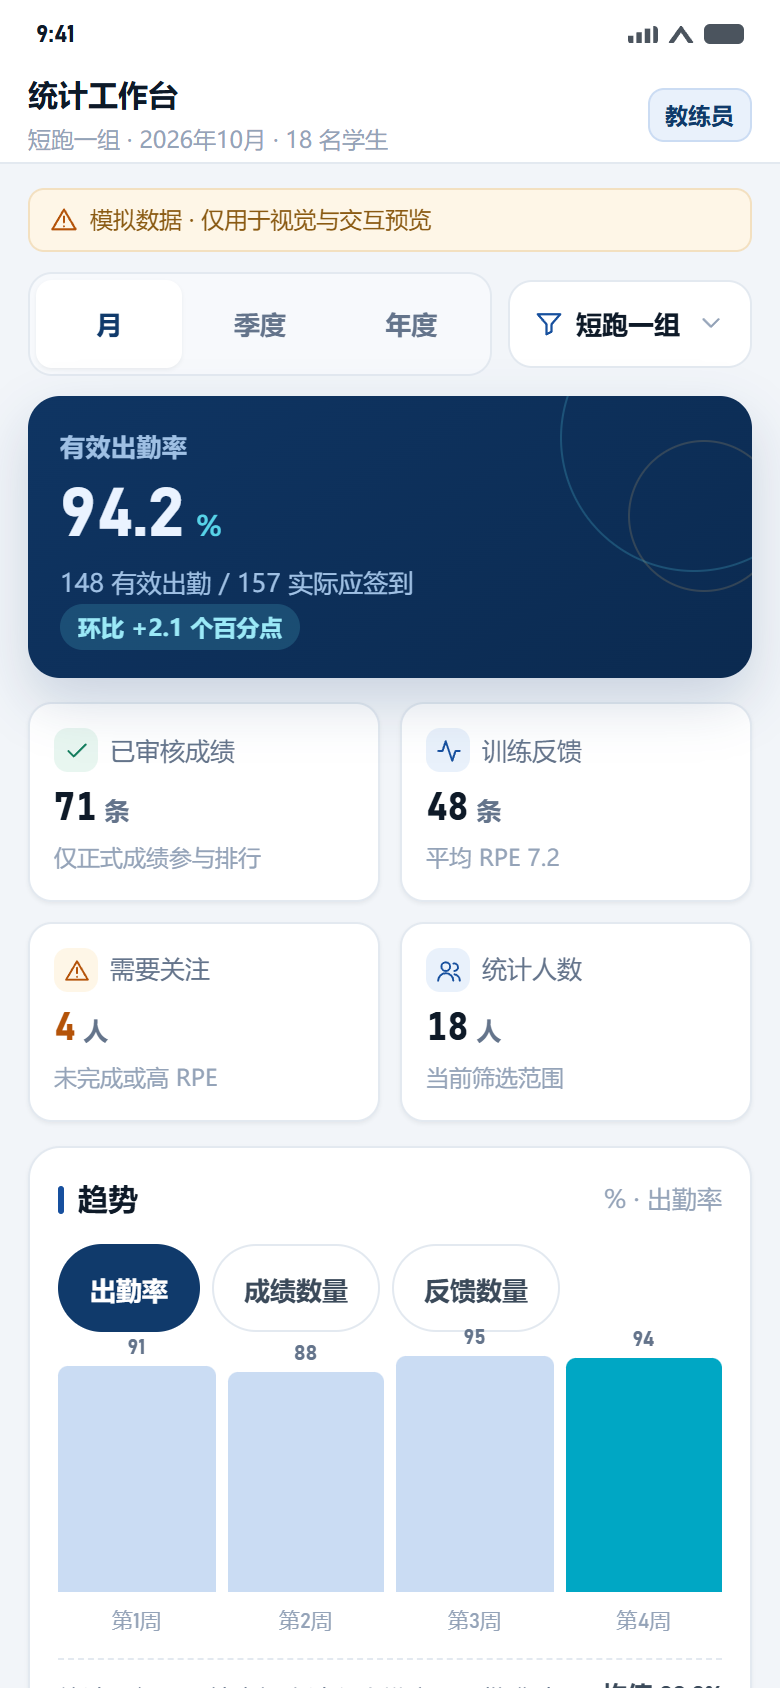 9:41
统计工作台
短跑一组 · 2026年10月 · 18 名学生
教练员
模拟数据 · 仅用于视觉与交互预览
月
季度
年度
短跑一组
有效出勤率
94.2 %
148 有效出勤 / 157 实际应签到
环比 +2.1 个百分点
已审核成绩
71 条
仅正式成绩参与排行
训练反馈
48 条
平均 RPE 7.2
需要关注
4 人
未完成或高 RPE
统计人数
18 人
当前筛选范围
趋势
% · 出勤率
出勤率
成绩数量
反馈数量
91
88
95
94
第1周
第2周
第3周
第4周